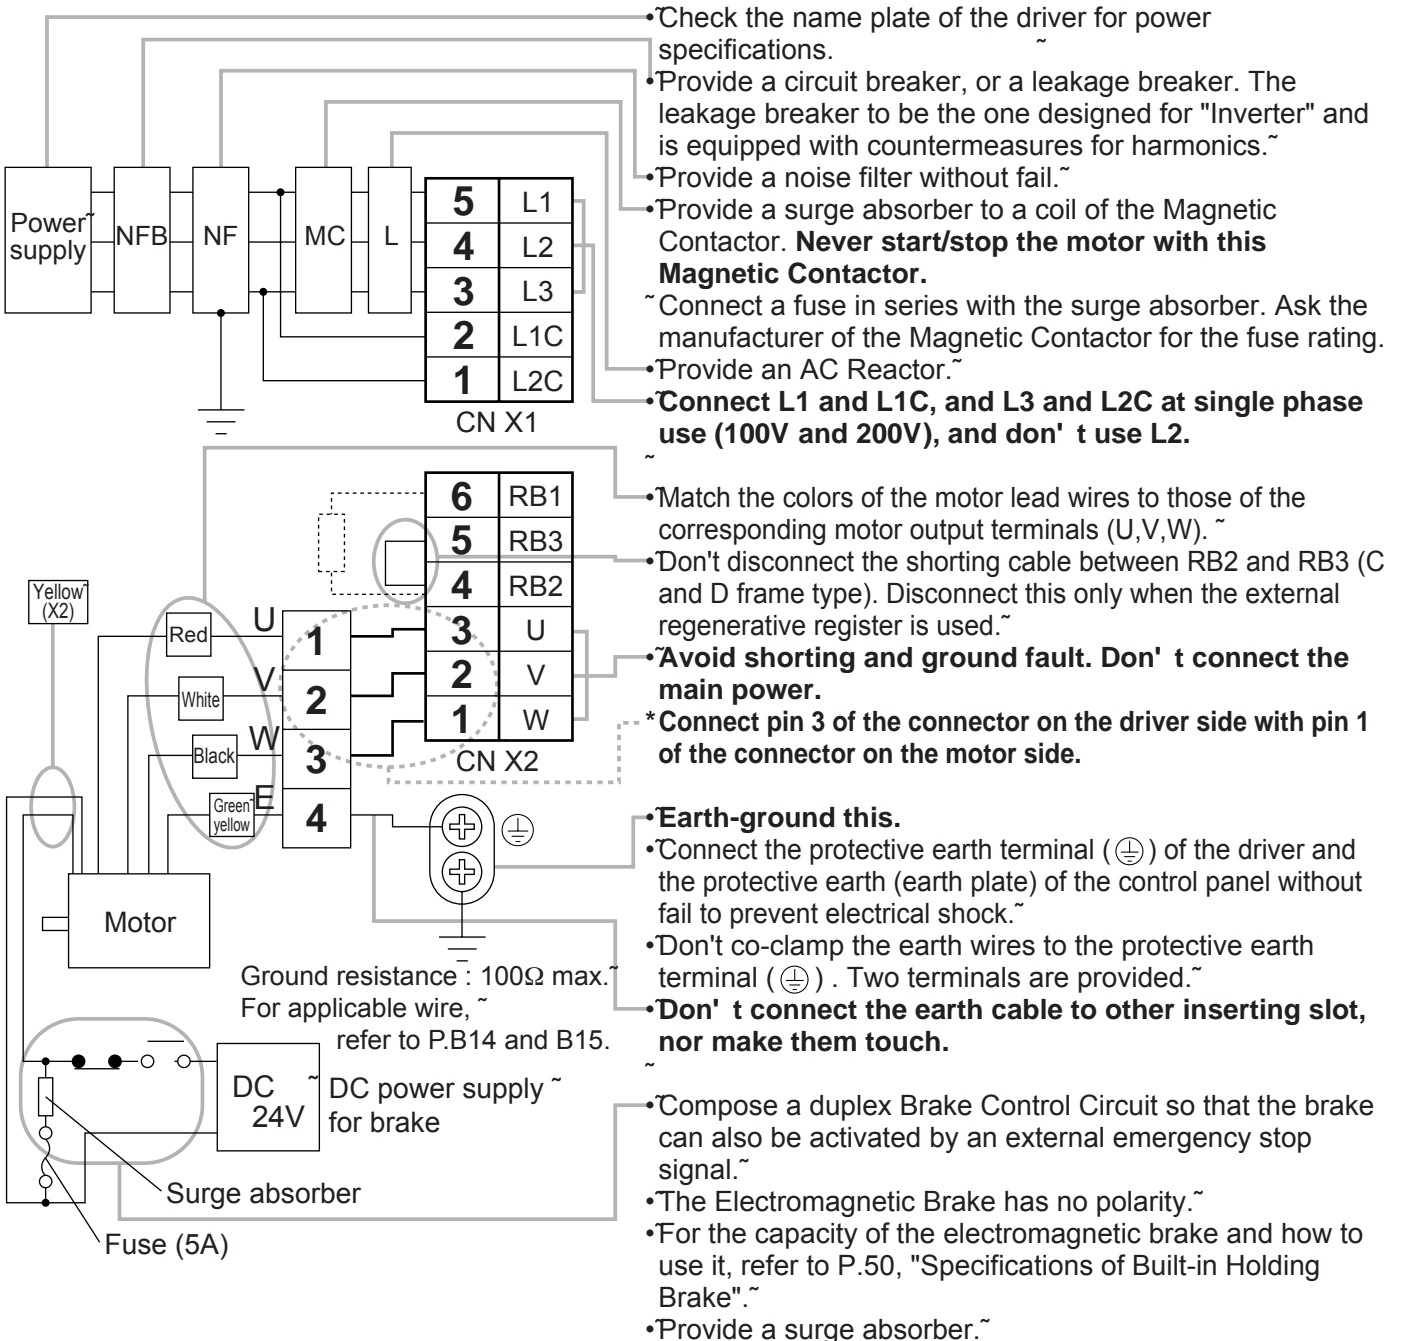 •˜Check the name plate of the driver for power
specifications. ˜
•˜Provide a circuit breaker, or a leakage breaker. The
leakage breaker to be the one designed for "Inverter" and
is equipped with countermeasures for harmonics.˜
•˜Provide a noise filter without fail.˜
•˜Provide a surge absorber to a coil of the Magnetic
Contactor. Never start/stop the motor with this
Magnetic Contactor.
˜Connect a fuse in series with the surge absorber. Ask the
manufacturer of the Magnetic Contactor for the fuse rating.
•˜Provide an AC Reactor.˜
•˜Connect L1 and L1C, and L3 and L2C at single phase
use (100V and 200V), and don' t use L2.
˜
Power˜
supply
NFB
NF
MC
L
5 L1
4 L2
3 L3
2 L1C
1 L2C
CN X1
•˜Match the colors of the motor lead wires to those of the
corresponding motor output terminals (U,V,W). ˜
•˜Don't disconnect the shorting cable between RB2 and RB3 (C
and D frame type). Disconnect this only when the external
regenerative register is used.˜
•˜Avoid shorting and ground fault. Don' t connect the
main power.
*Connect pin 3 of the connector on the driver side with pin 1
of the connector on the motor side.
6 RB1
5 RB3
4 RB2
3 U
2 V
1 W
CN X2
Yellow˜
(X2)
Red U 1
White V 2
Black W 3
Green˜
yellow
E 4
Motor
•˜Earth-ground this.
•˜Connect the protective earth terminal ( ) of the driver and
the protective earth (earth plate) of the control panel without
fail to prevent electrical shock.˜
•˜Don't co-clamp the earth wires to the protective earth
terminal ( ) . Two terminals are provided.˜
•˜Don' t connect the earth cable to other inserting slot,
nor make them touch.
˜
Ground resistance : 100Ω max.˜
For applicable wire, ˜
refer to P.B14 and B15.
DC ˜
24V
DC power supply ˜
for brake
Surge absorber
Fuse (5A)
•˜Compose a duplex Brake Control Circuit so that the brake
can also be activated by an external emergency stop
signal.˜
•˜The Electromagnetic Brake has no polarity.˜
•˜For the capacity of the electromagnetic brake and how to
use it, refer to P.50, "Specifications of Built-in Holding
Brake".˜
•˜Provide a surge absorber.˜